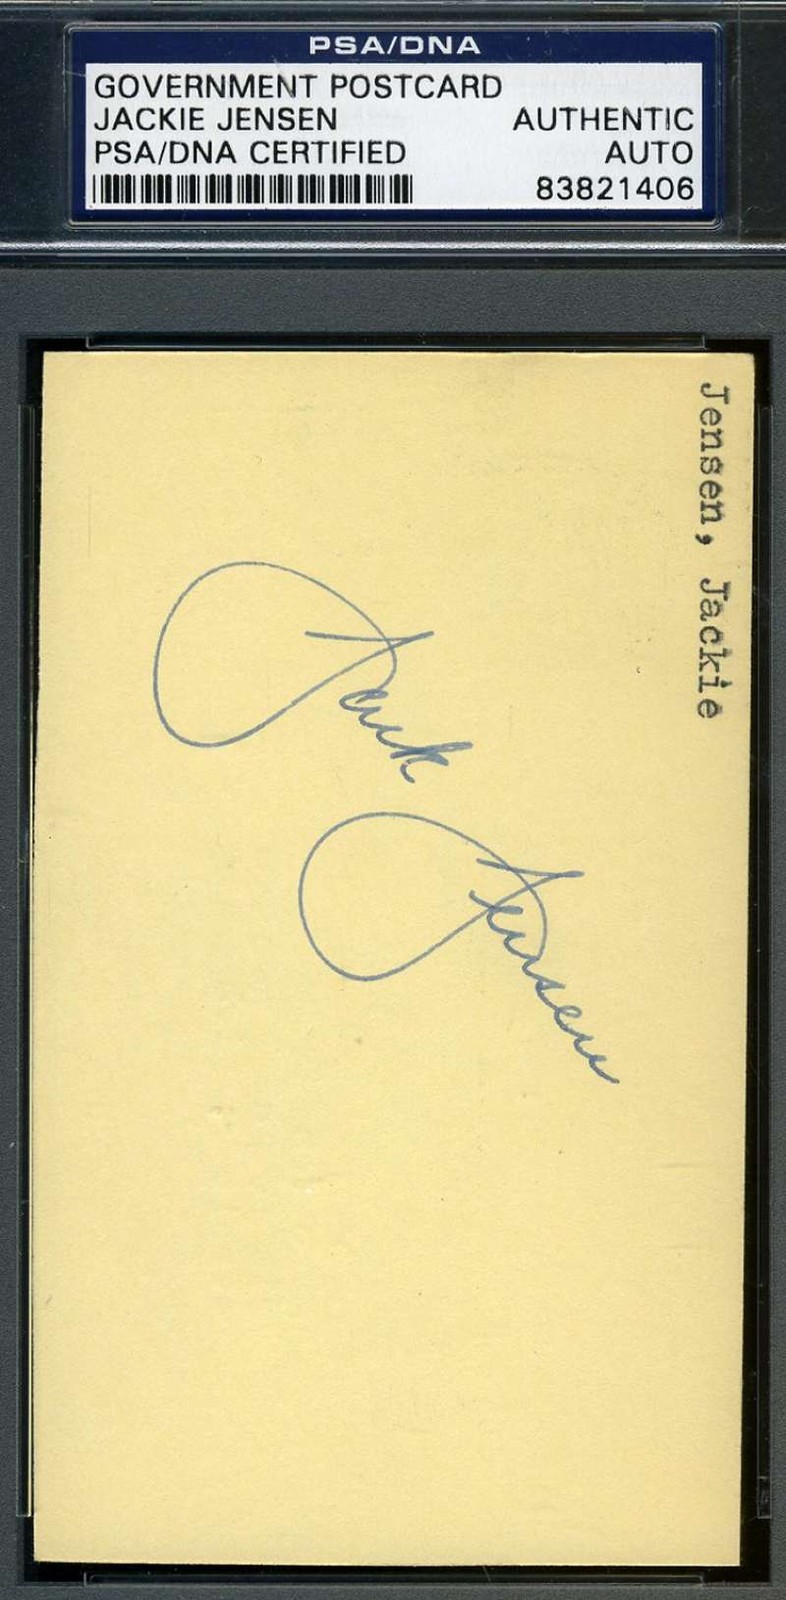 PSA/DNA
GOVERNMENT POSTCARD
JACKIE JENSEN AUTHENTIC
PSA/DNA CERTIFIED AUTO
83821406
Jensen, Jackie
Jack
Jensen